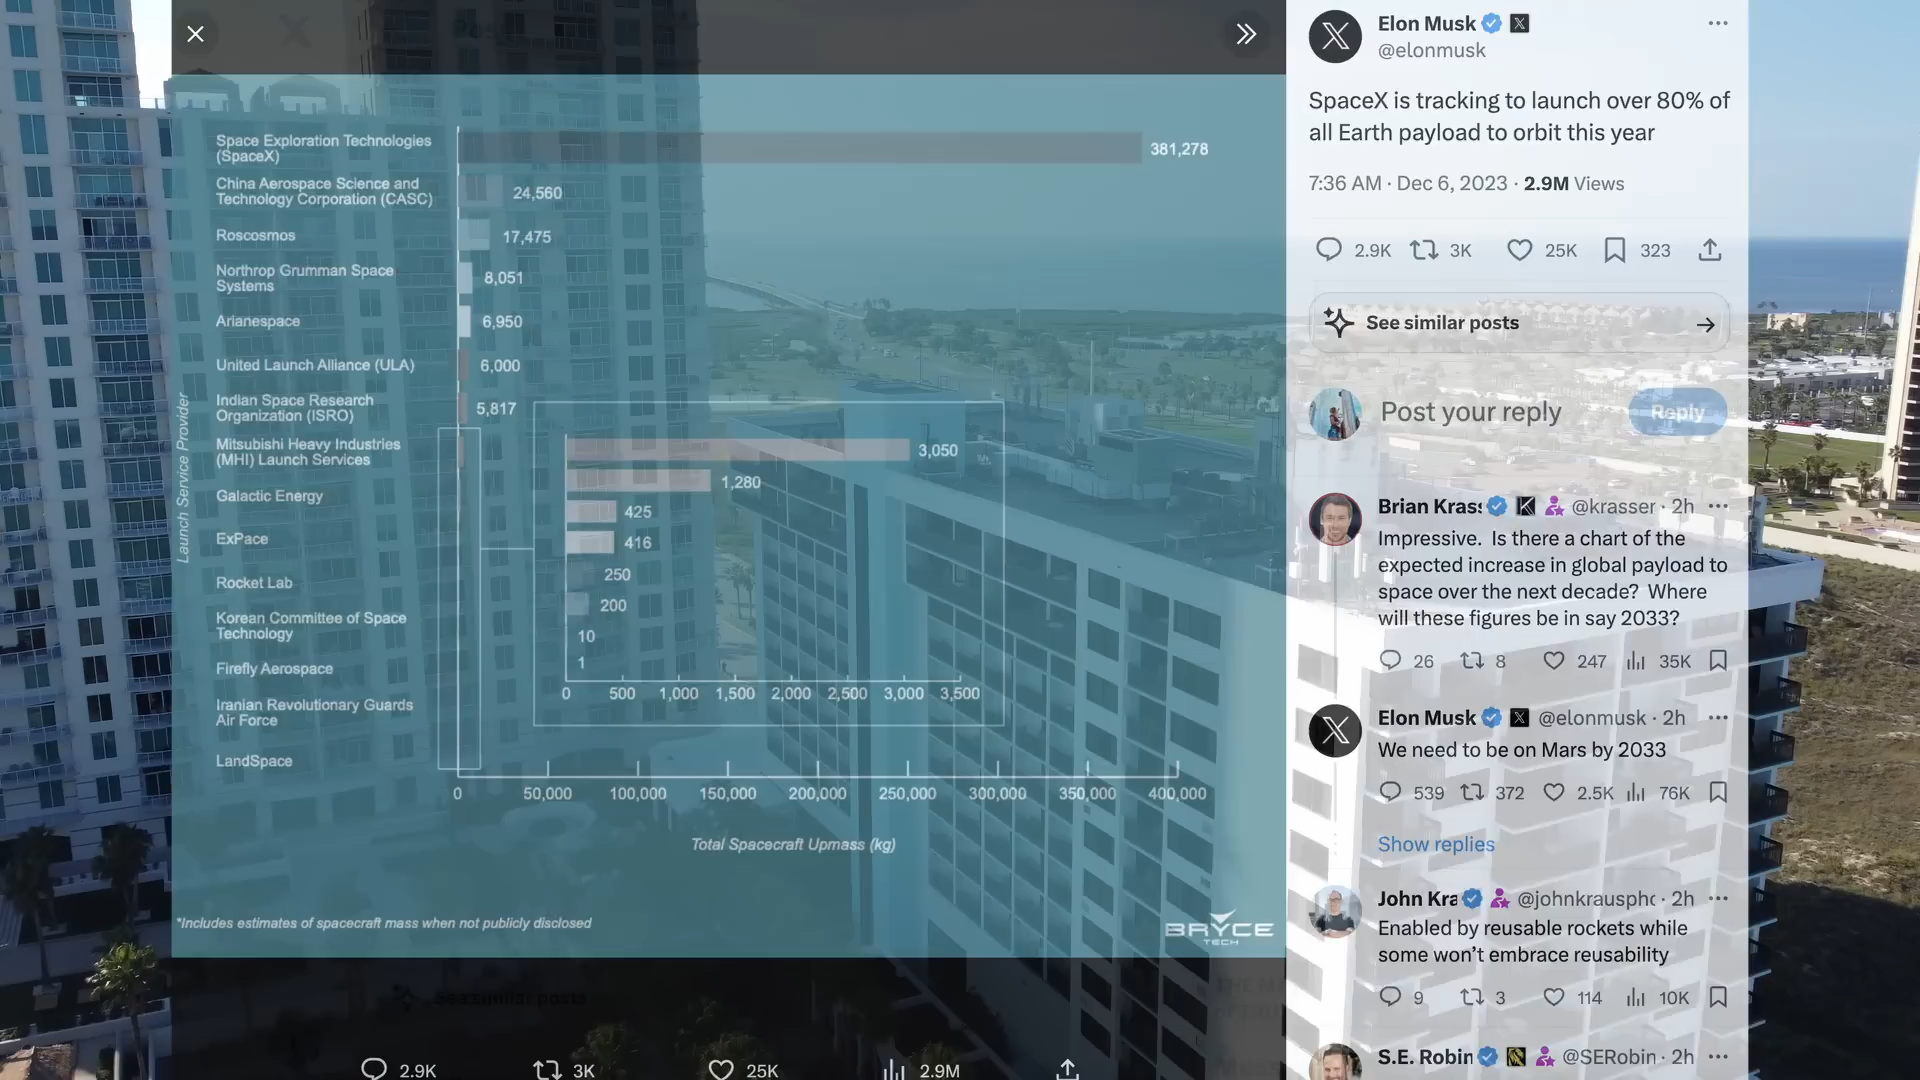 Space Exploration Technologies
(SpaceX)
381,278
China Aerospace Science and
Technology Corporation (CASC)
24,560
Roscosmos
17,475
Northrop Grumman Space
Systems
8,051
Arianespace
6,950
United Launch Alliance (ULA)
6,000
Indian Space Research
Organization (ISRO)
5,817
Mitsubishi Heavy Industries
(MHI) Launch Services
Galactic Energy
ExPace
Rocket Lab
Korean Committee of Space
Technology
Firefly Aerospace
Iranian Revolutionary Guards
Air Force
LandSpace
Launch Service Provider
3,050
1,280
425
416
250
200
10
1
0 500 1,000 1,500 2,000 2,500 3,000 3,500
0 50,000 100,000 150,000 200,000 250,000 300,000 350,000 400,000
Total Spacecraft Upmass (kg)
*Includes estimates of spacecraft mass when not publicly disclosed
BRYCE
TECH
See similar posts
2.9K 3K 25K 2.9M
Elon Musk
@elonmusk
SpaceX is tracking to launch over 80% of
all Earth payload to orbit this year
7:36 AM · Dec 6, 2023 · 2.9M Views
2.9K 3K 25K 323
See similar posts
Post your reply
Reply
Brian Krass @krasser · 2h
Impressive. Is there a chart of the
expected increase in global payload to
space over the next decade? Where
will these figures be in say 2033?
26 8 247 35K
Elon Musk @elonmusk · 2h
We need to be on Mars by 2033
539 372 2.5K 76K
Show replies
John Kra @johnkrauspho · 2h
Enabled by reusable rockets while
some won't embrace reusability
9 3 114 10K
S.E. Robin @SERobin · 2h